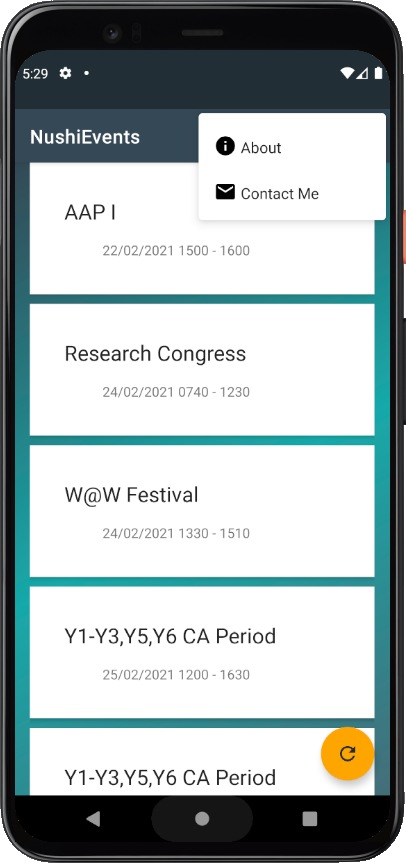 5:29
NushiEvents
About
Contact Me
AAP I
22/02/2021 1500 - 1600
Research Congress
24/02/2021 0740 - 1230
W@W Festival
24/02/2021 1330 - 1510
Y1-Y3,Y5,Y6 CA Period
25/02/2021 1200 - 1630
Y1-Y3,Y5,Y6 CA Period